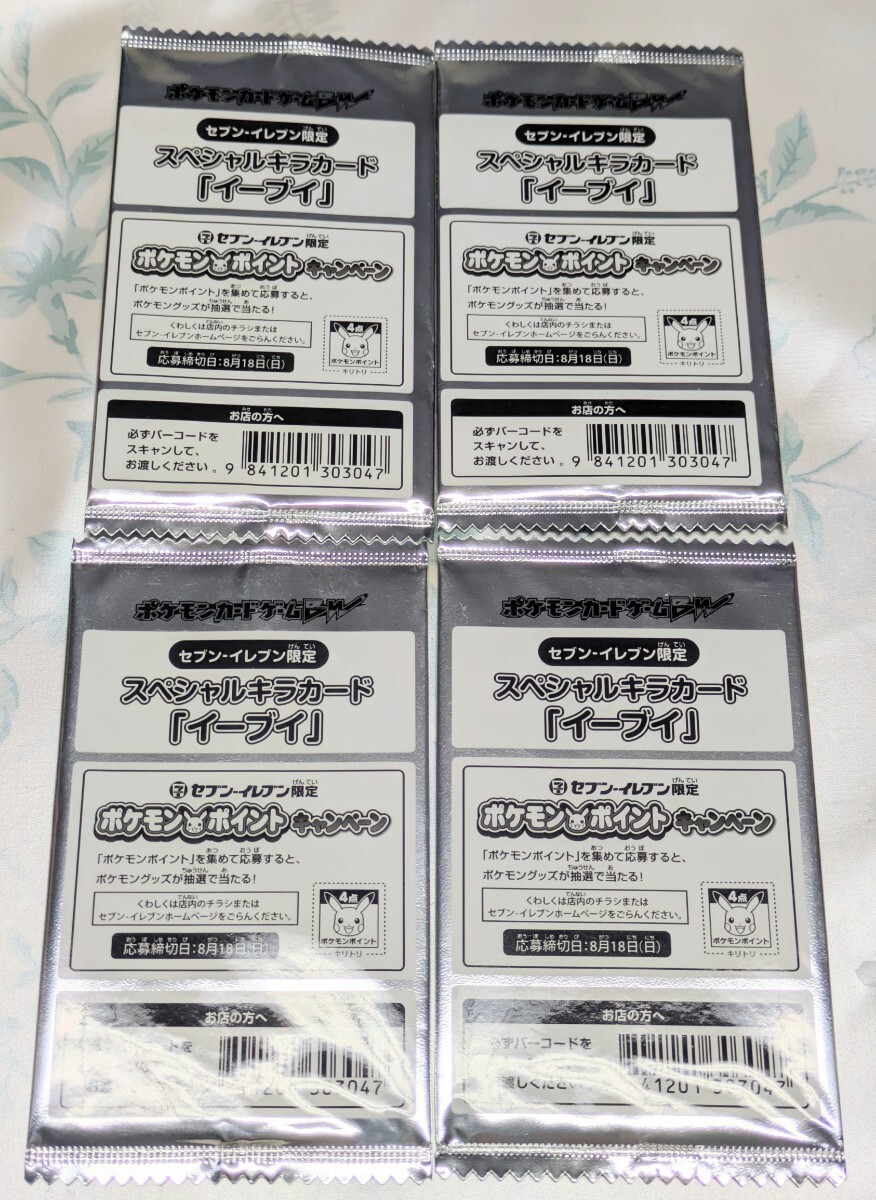 ポケモンカードゲームBW
セブン-イレブン限定
スペシャルキラカード
「イーブイ」
セブン-イレブン限定
ポケモンポイントキャンペーン
「ポケモンポイント」を集めて応募すると、
ポケモングッズが抽選で当たる!
くわしくは店内のチラシまたは
セブン-イレブンホームページをごらんください。
応募締切日:8月18日(日)
4点
ポケモンポイント
キリトリ
お店の方へ
必ずバーコードを
スキャンして、
お渡しください。
9 841201 303047
ポケモンカードゲームBW
セブン-イレブン限定
スペシャルキラカード
「イーブイ」
セブン-イレブン限定
ポケモンポイントキャンペーン
「ポケモンポイント」を集めて応募すると、
ポケモングッズが抽選で当たる!
くわしくは店内のチラシまたは
セブン-イレブンホームページをごらんください。
応募締切日:8月18日(日)
4点
ポケモンポイント
キリトリ
お店の方へ
必ずバーコードを
スキャンして、
お渡しください。
9 841201 303047
ポケモンカードゲームBW
セブン-イレブン限定
スペシャルキラカード
「イーブイ」
セブン-イレブン限定
ポケモンポイントキャンペーン
「ポケモンポイント」を集めて応募すると、
ポケモングッズが抽選で当たる!
くわしくは店内のチラシまたは
セブン-イレブンホームページをごらんください。
応募締切日:8月18日(日)
4点
ポケモンポイント
キリトリ
お店の方へ
303047
ポケモンカードゲームBW
セブン-イレブン限定
スペシャルキラカード
「イーブイ」
セブン-イレブン限定
ポケモンポイントキャンペーン
「ポケモンポイント」を集めて応募すると、
ポケモングッズが抽選で当たる!
くわしくは店内のチラシまたは
セブン-イレブンホームページをごらんください。
応募締切日:8月18日(日)
4点
ポケモンポイント
キリトリ
お店の方へ
必ずバーコードを
渡しください
41201 303047